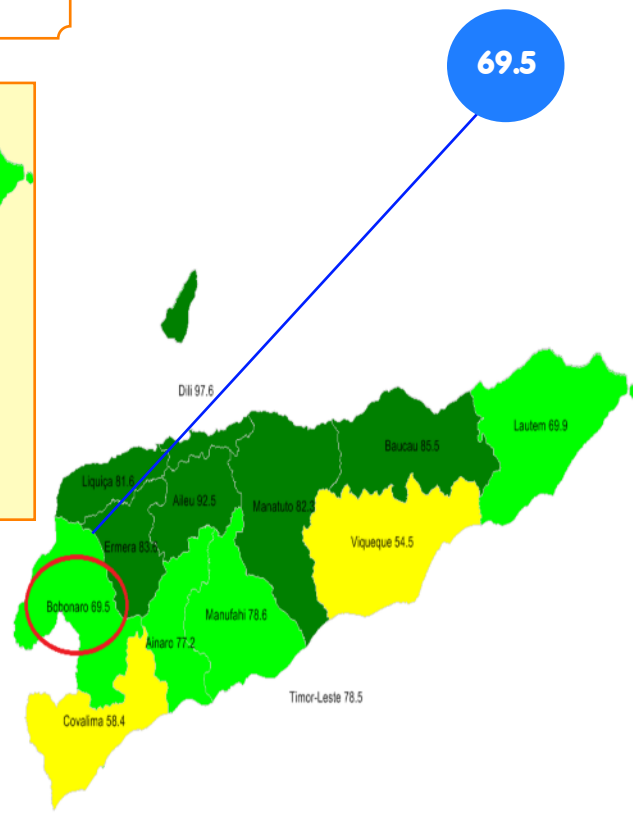 69.5
Dili 97.6
Lautem 69.9
Baucau 85.5
Liquiça 81.6
Aileu 92.5
Manatuto 82.3
Viqueque 54.5
Ermera 83.6
Bobonaro 69.5
Manufahi 78.6
Ainaro 77.2
Timor-Leste 78.5
Covalima 58.4